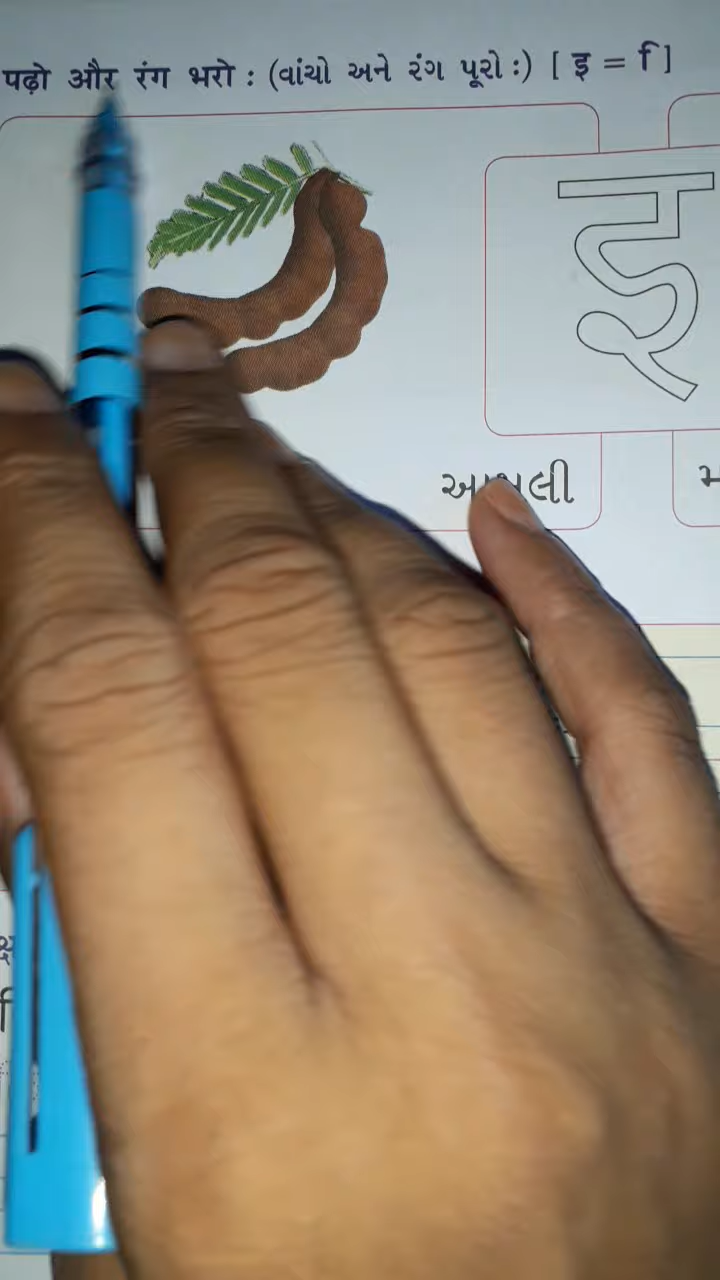 पढ़ो और रंग भरो : (વાંચો અને રંગ પૂરો :) [ इ = ि ]
इ